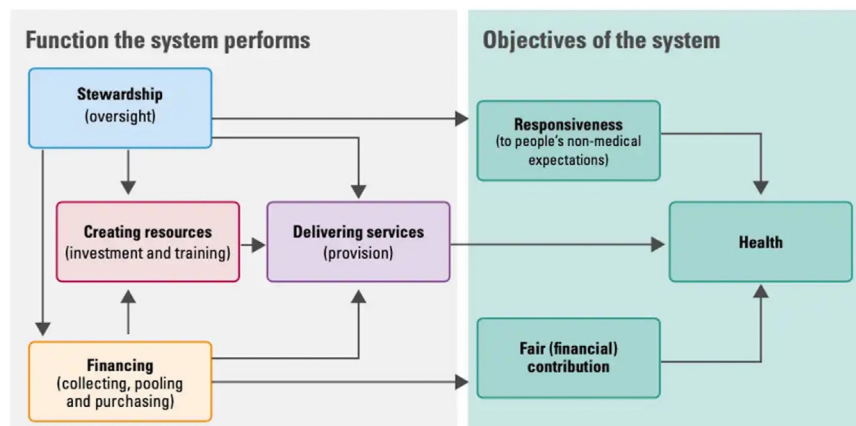 Function the system performs
Objectives of the system
Stewardship
(oversight)
Responsiveness
(to people's non-medical
expectations)
Creating resources
(investment and training)
Delivering services
(provision)
Health
Financing
(collecting, pooling
and purchasing)
Fair (financial)
contribution